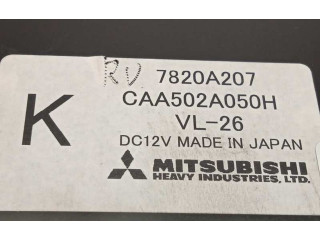 RV 7820A207
K CAA502A050H
VL-26
DC12V MADE IN JAPAN
MITSUBISHI
HEAVY INDUSTRIES, LTD.